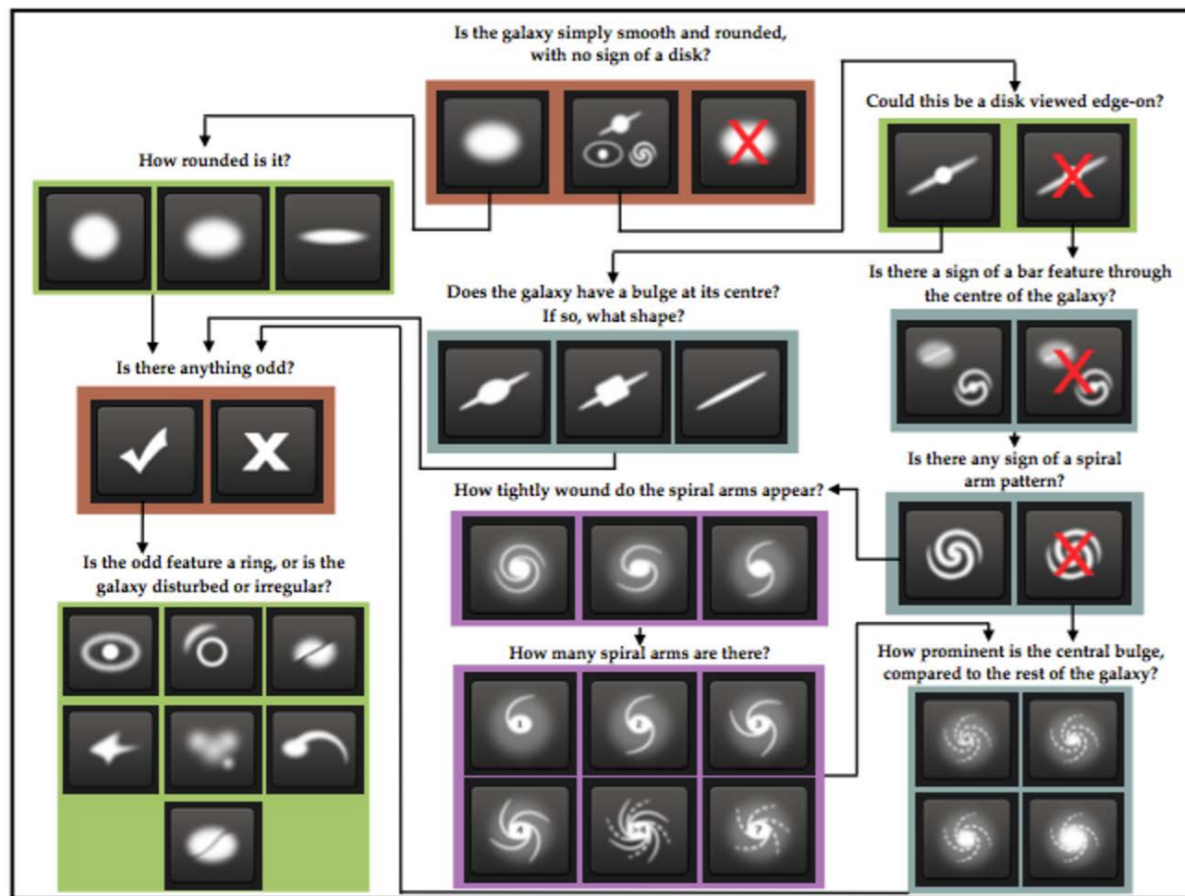 Is the galaxy simply smooth and rounded,
with no sign of a disk?
Could this be a disk viewed edge-on?
How rounded is it?
Does the galaxy have a bulge at its centre?
If so, what shape?
Is there a sign of a bar feature through
the centre of the galaxy?
Is there anything odd?
Is there any sign of a spiral
arm pattern?
How tightly wound do the spiral arms appear?
Is the odd feature a ring, or is the
galaxy disturbed or irregular?
How many spiral arms are there?
1
2
3
4
How prominent is the central bulge,
compared to the rest of the galaxy?